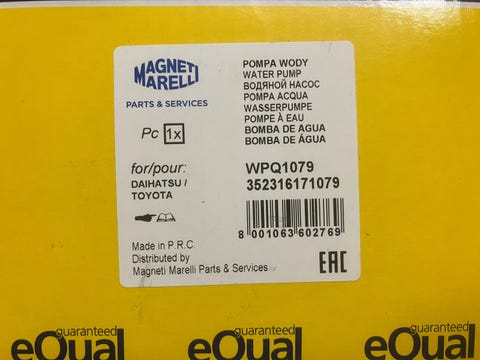 MAGNETI
MARELLI
PARTS & SERVICES
Pc 1x
POMPA WODY
WATER PUMP
ВОДЯНОЙ НАСОС
POMPA ACQUA
WASSERPUMPE
POMPE À EAU
BOMBA DE AGUA
BOMBA DE ÁGUA
for/pour:
DAIHATSU /
TOYOTA
WPQ1079
352316171079
8 001063 602769
Made in P.R.C.
Distributed by
Magneti Marelli Parts & Services
EAC
guaranteed
eQual
guaranteed
eQual
guaranteed
eQual